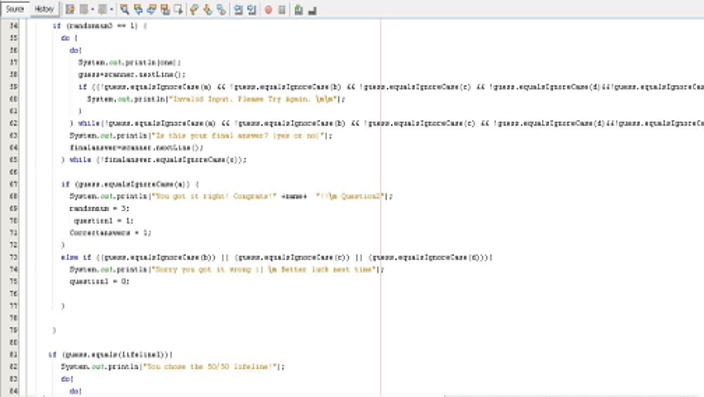 Source History
54 if (randomnum3 == 1) {
55 do {
56 do{
57 System.out.println(one);
58 guess=scanner.nextLine();
59 if ((!guess.equalsIgnoreCase(a) && !guess.equalsIgnoreCase(b) && !guess.equalsIgnoreCase(c) && !guess.equalsIgnoreCase(d)&&!guess.equalsIgnoreCas
60 System.out.println("Invalid Input. Please Try Again. \n\n");
61 }
62 } while(!guess.equalsIgnoreCase(a) && !guess.equalsIgnoreCase(b) && !guess.equalsIgnoreCase(c) && !guess.equalsIgnoreCase(d)&&!guess.equalsIgnoreCas
63 System.out.println("Is this your final answer? (yes or no)");
64 finalanswer=scanner.nextLine();
65 } while (!finalanswer.equalsIgnoreCase(e));
66
67 if (guess.equalsIgnoreCase(a)) {
68 System.out.println("You got it right! Congrats!" +name+ "!!\n Question2");
69 randomnum = 3;
70 question1 = 1;
71 Correctanswers = 1;
72 }
73 else if ((guess.equalsIgnoreCase(b)) || (guess.equalsIgnoreCase(c)) || (guess.equalsIgnoreCase(d))){
74 System.out.println("Sorry you got it wrong :( \n Better luck next time");
75 question1 = 0;
76
77 }
78
79 }
80
81 if (guess.equals(lifeline1)){
82 System.out.println("You chose the 50/50 lifeline!");
83 do{
84 do{